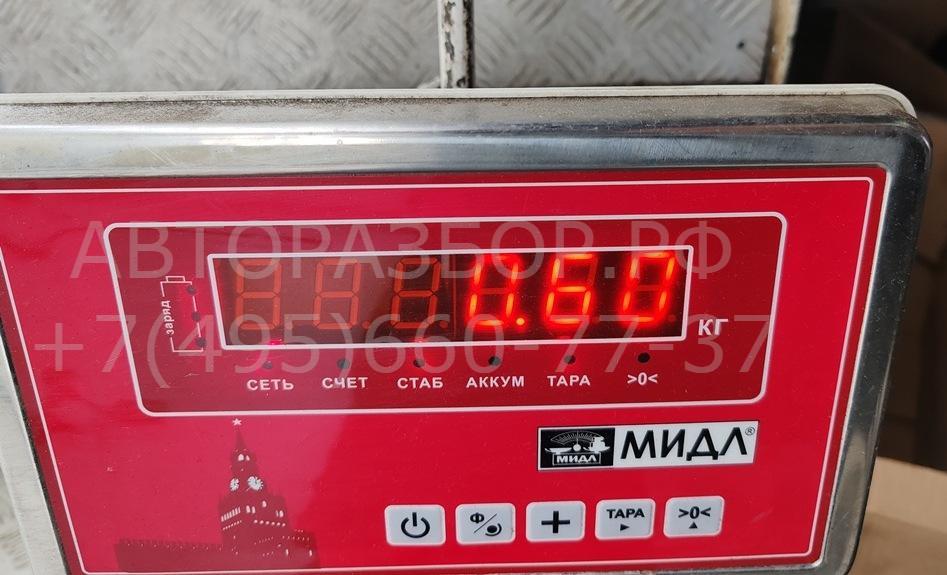 АВТОРАЗБОР.РФ
0.60
+7(495)660-77-37
заряд
КГ
СЕТЬ СЧЕТ СТАБ АККУМ ТАРА >0<
МИДЛ МИДЛ®
Ф/ + ТАРА >0<